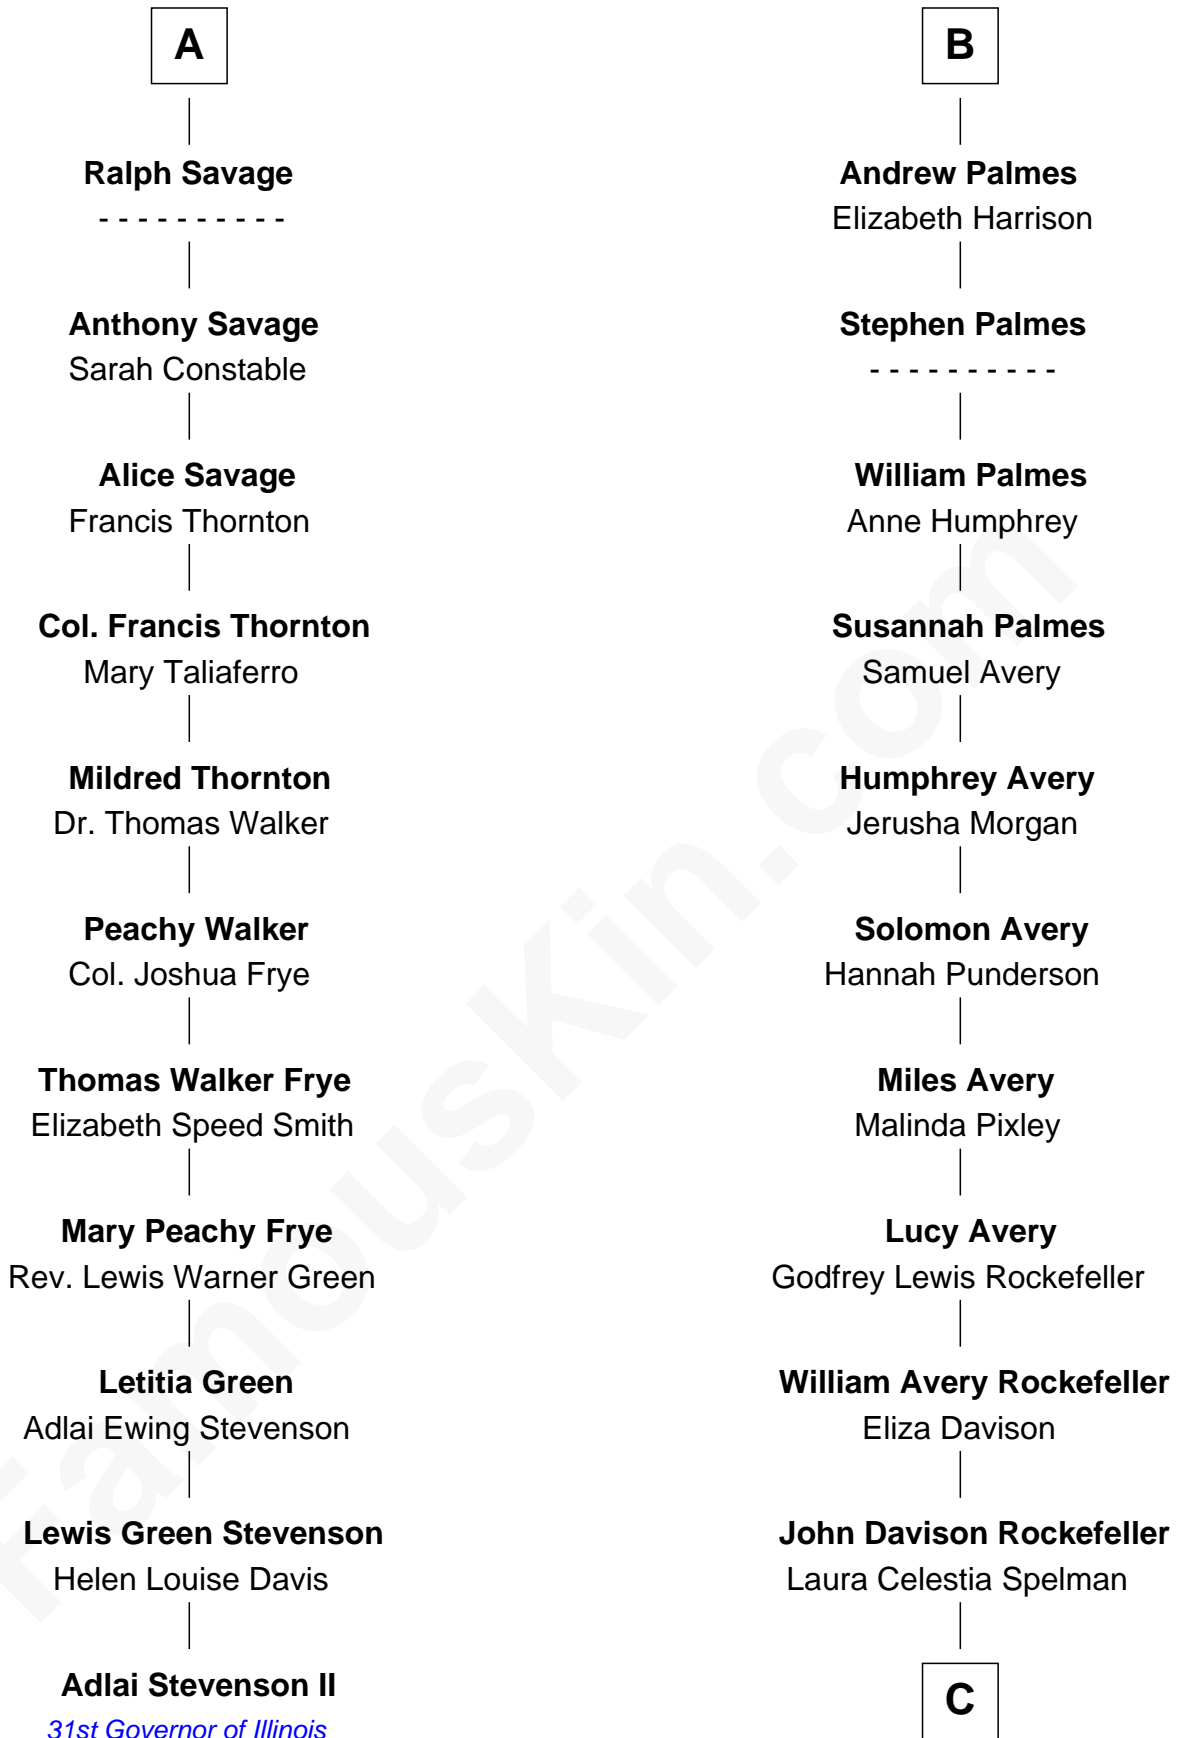 A
Ralph Savage
- - - - - - - - - -
Anthony Savage
Sarah Constable
Alice Savage
Francis Thornton
Col. Francis Thornton
Mary Taliaferro
Mildred Thornton
Dr. Thomas Walker
Peachy Walker
Col. Joshua Frye
Thomas Walker Frye
Elizabeth Speed Smith
Mary Peachy Frye
Rev. Lewis Warner Green
Letitia Green
Adlai Ewing Stevenson
Lewis Green Stevenson
Helen Louise Davis
Adlai Stevenson II
31st Governor of Illinois
B
Andrew Palmes
Elizabeth Harrison
Stephen Palmes
- - - - - - - - - -
William Palmes
Anne Humphrey
Susannah Palmes
Samuel Avery
Humphrey Avery
Jerusha Morgan
Solomon Avery
Hannah Punderson
Miles Avery
Malinda Pixley
Lucy Avery
Godfrey Lewis Rockefeller
William Avery Rockefeller
Eliza Davison
John Davison Rockefeller
Laura Celestia Spelman
C
FamousKin.com